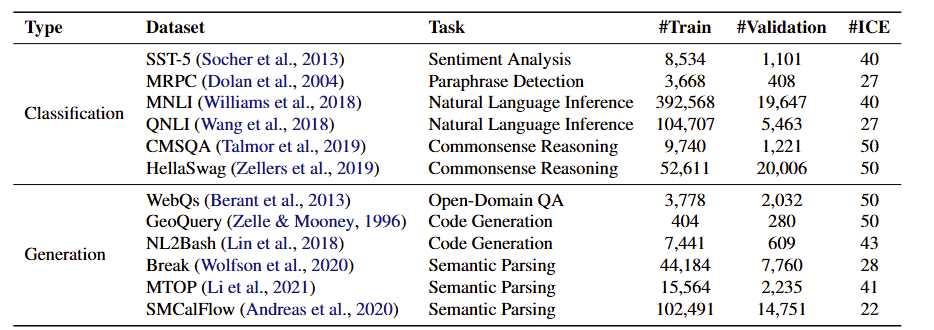 Type Dataset Task #Train #Validation #ICE
SST-5 (Socher et al., 2013) Sentiment Analysis 8,534 1,101 40
MRPC (Dolan et al., 2004) Paraphrase Detection 3,668 408 27
MNLI (Williams et al., 2018) Natural Language Inference 392,568 19,647 40
Classification
QNLI (Wang et al., 2018) Natural Language Inference 104,707 5,463 27
CMSQA (Talmor et al., 2019) Commonsense Reasoning 9,740 1,221 50
HellaSwag (Zellers et al., 2019) Commonsense Reasoning 52,611 20,006 50
WebQs (Berant et al., 2013) Open-Domain QA 3,778 2,032 50
GeoQuery (Zelle & Mooney, 1996) Code Generation 404 280 50
NL2Bash (Lin et al., 2018) Code Generation 7,441 609 43
Generation
Break (Wolfson et al., 2020) Semantic Parsing 44,184 7,760 28
MTOP (Li et al., 2021) Semantic Parsing 15,564 2,235 41
SMCalFlow (Andreas et al., 2020) Semantic Parsing 102,491 14,751 22